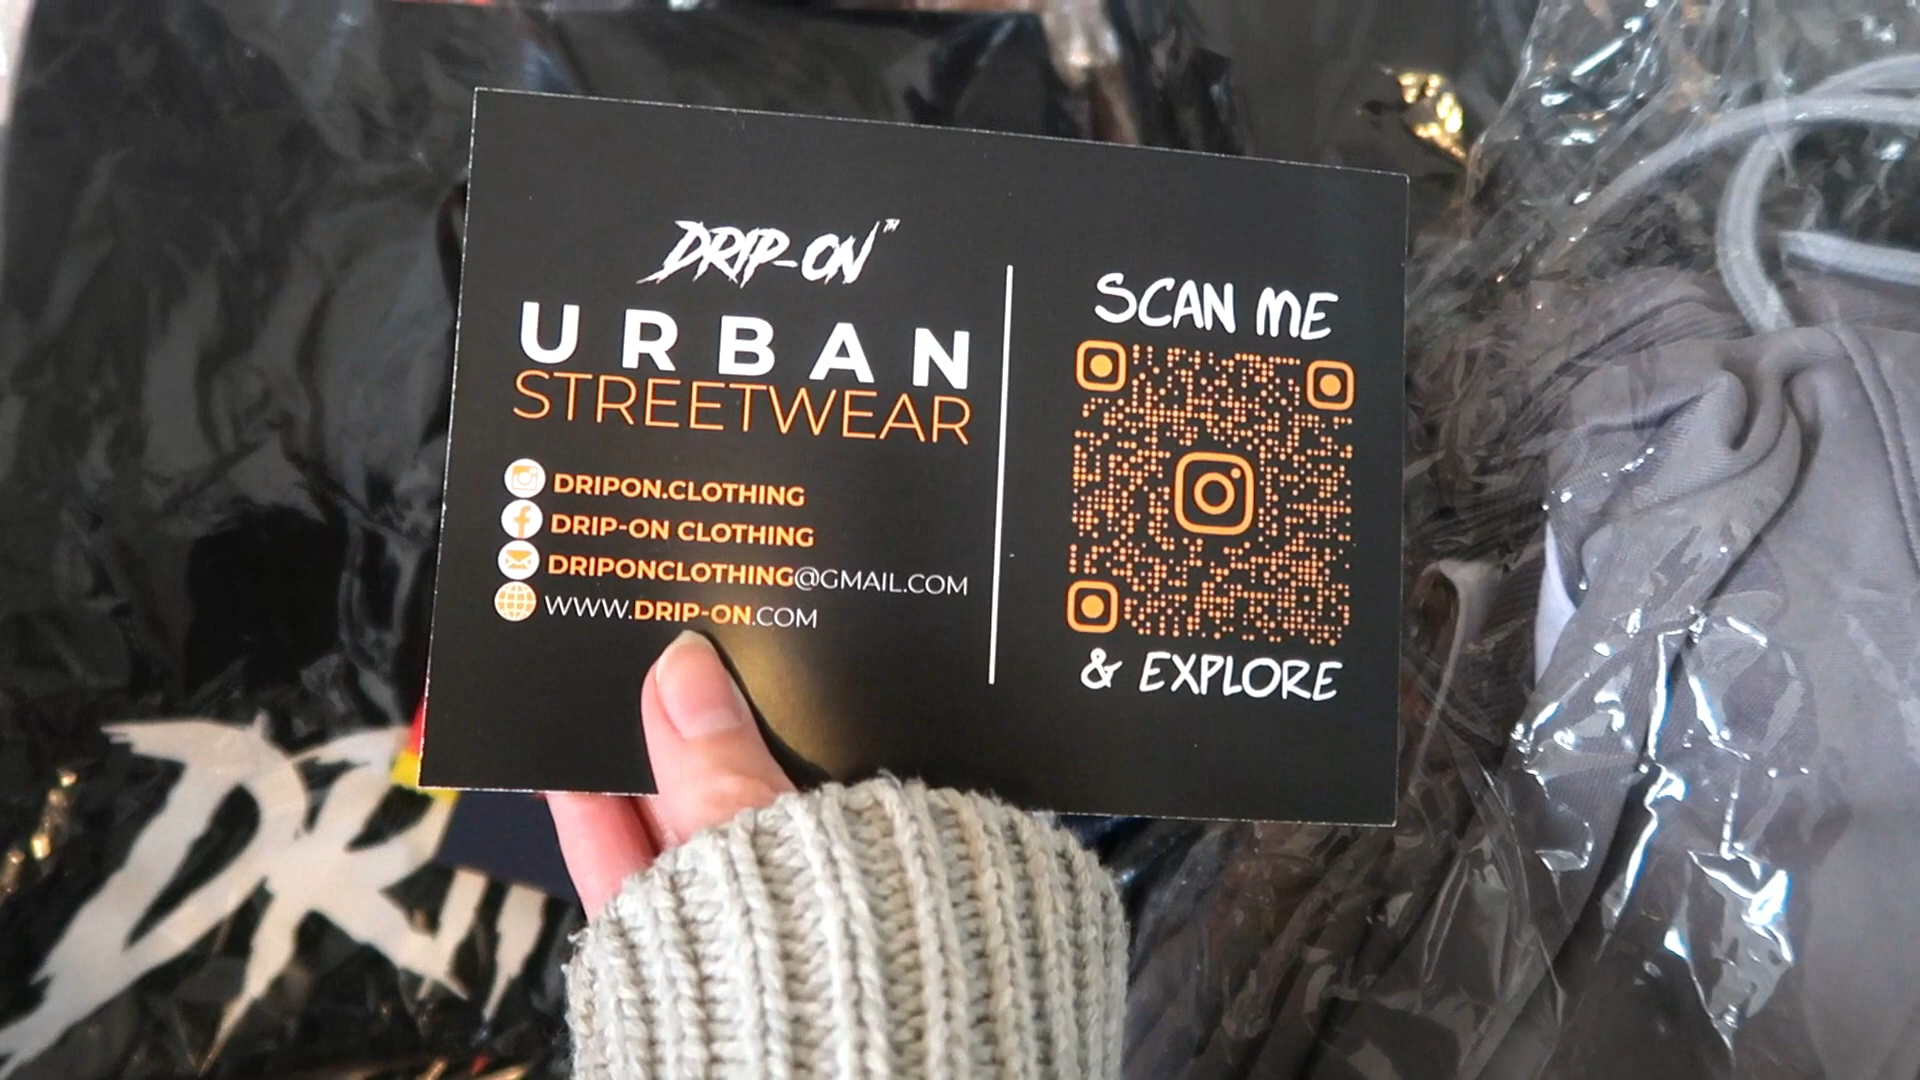 DRIP-ON™
URBAN
STREETWEAR
DRIPON.CLOTHING
DRIP-ON CLOTHING
DRIPONCLOTHING@GMAIL.COM
WWW.DRIP-ON.COM
SCAN ME
& EXPLORE
DRIP